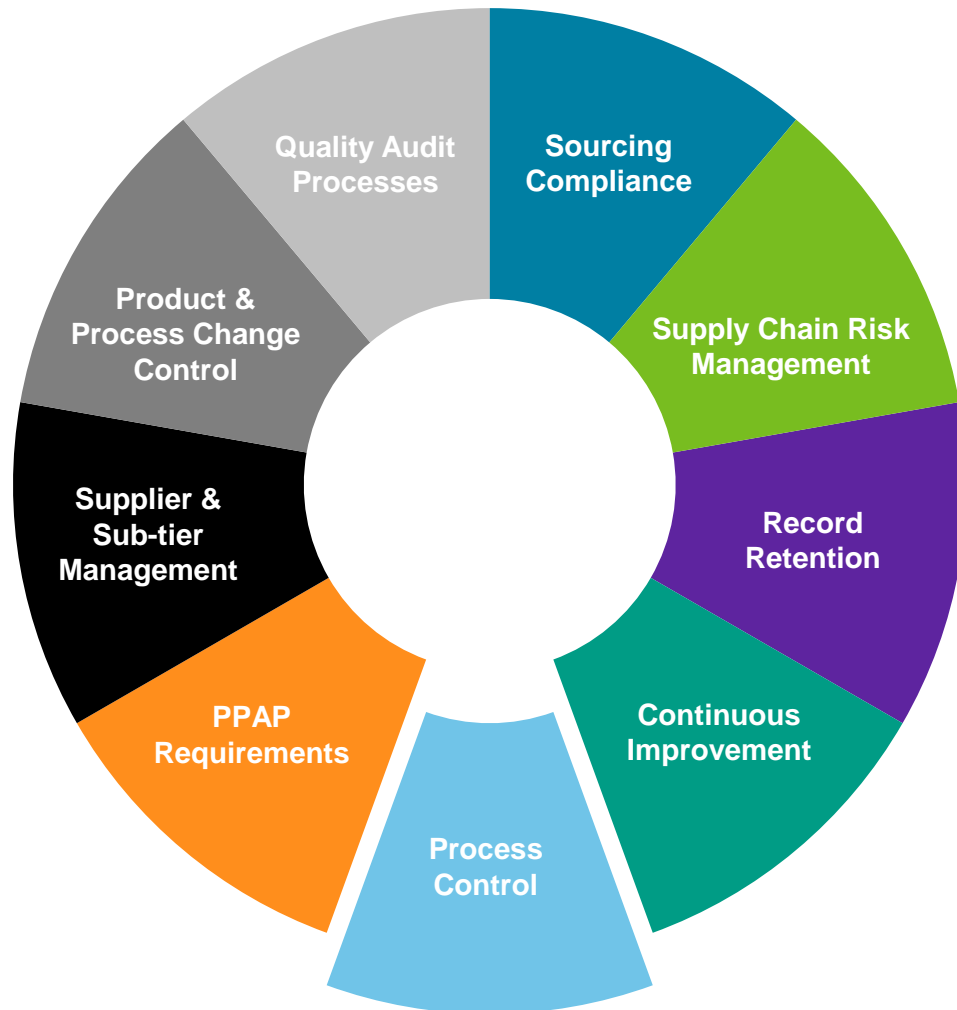 Quality Audit
Processes
Sourcing
Compliance
Supply Chain Risk
Management
Record
Retention
Continuous
Improvement
Process
Control
PPAP
Requirements
Supplier &
Sub-tier
Management
Product &
Process Change
Control